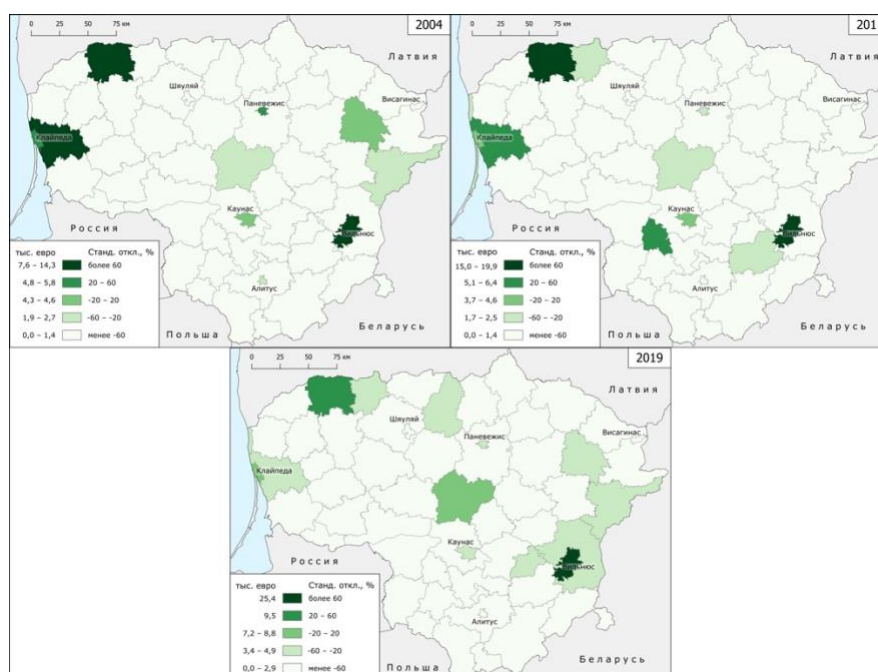 2004
0 25 50 75 км
Латвия
Шяуляй
Висагинас
Паневежис
Клайпеда
Каунас
Россия
Вильнюс
Алитус
Польша
Беларусь
тыс. евро Станд. откл., %
7,6 – 14,3 более 60
4,8 – 5,8 20 – 60
4,3 – 4,6 -20 – 20
1,9 – 2,7 -60 – -20
0,0 – 1,4 менее -60
201
0 25 50 75 км
Латвия
Шяуляй
Висагинас
Паневежис
Клайпеда
Каунас
Россия
Вильнюс
Алитус
Польша
Беларусь
тыс. евро Станд. откл., %
15,0 – 19,9 более 60
5,1 – 6,4 20 – 60
3,7 – 4,6 -20 – 20
1,7 – 2,5 -60 – -20
0,0 – 1,4 менее -60
2019
0 25 50 75 км
Латвия
Шяуляй
Висагинас
Паневежис
Клайпеда
Каунас
Россия
Вильнюс
Алитус
Польша
Беларусь
тыс. евро Станд. откл., %
25,4 более 60
9,5 20 – 60
7,2 – 8,8 -20 – 20
3,4 – 4,9 -60 – -20
0,0 – 2,9 менее -60